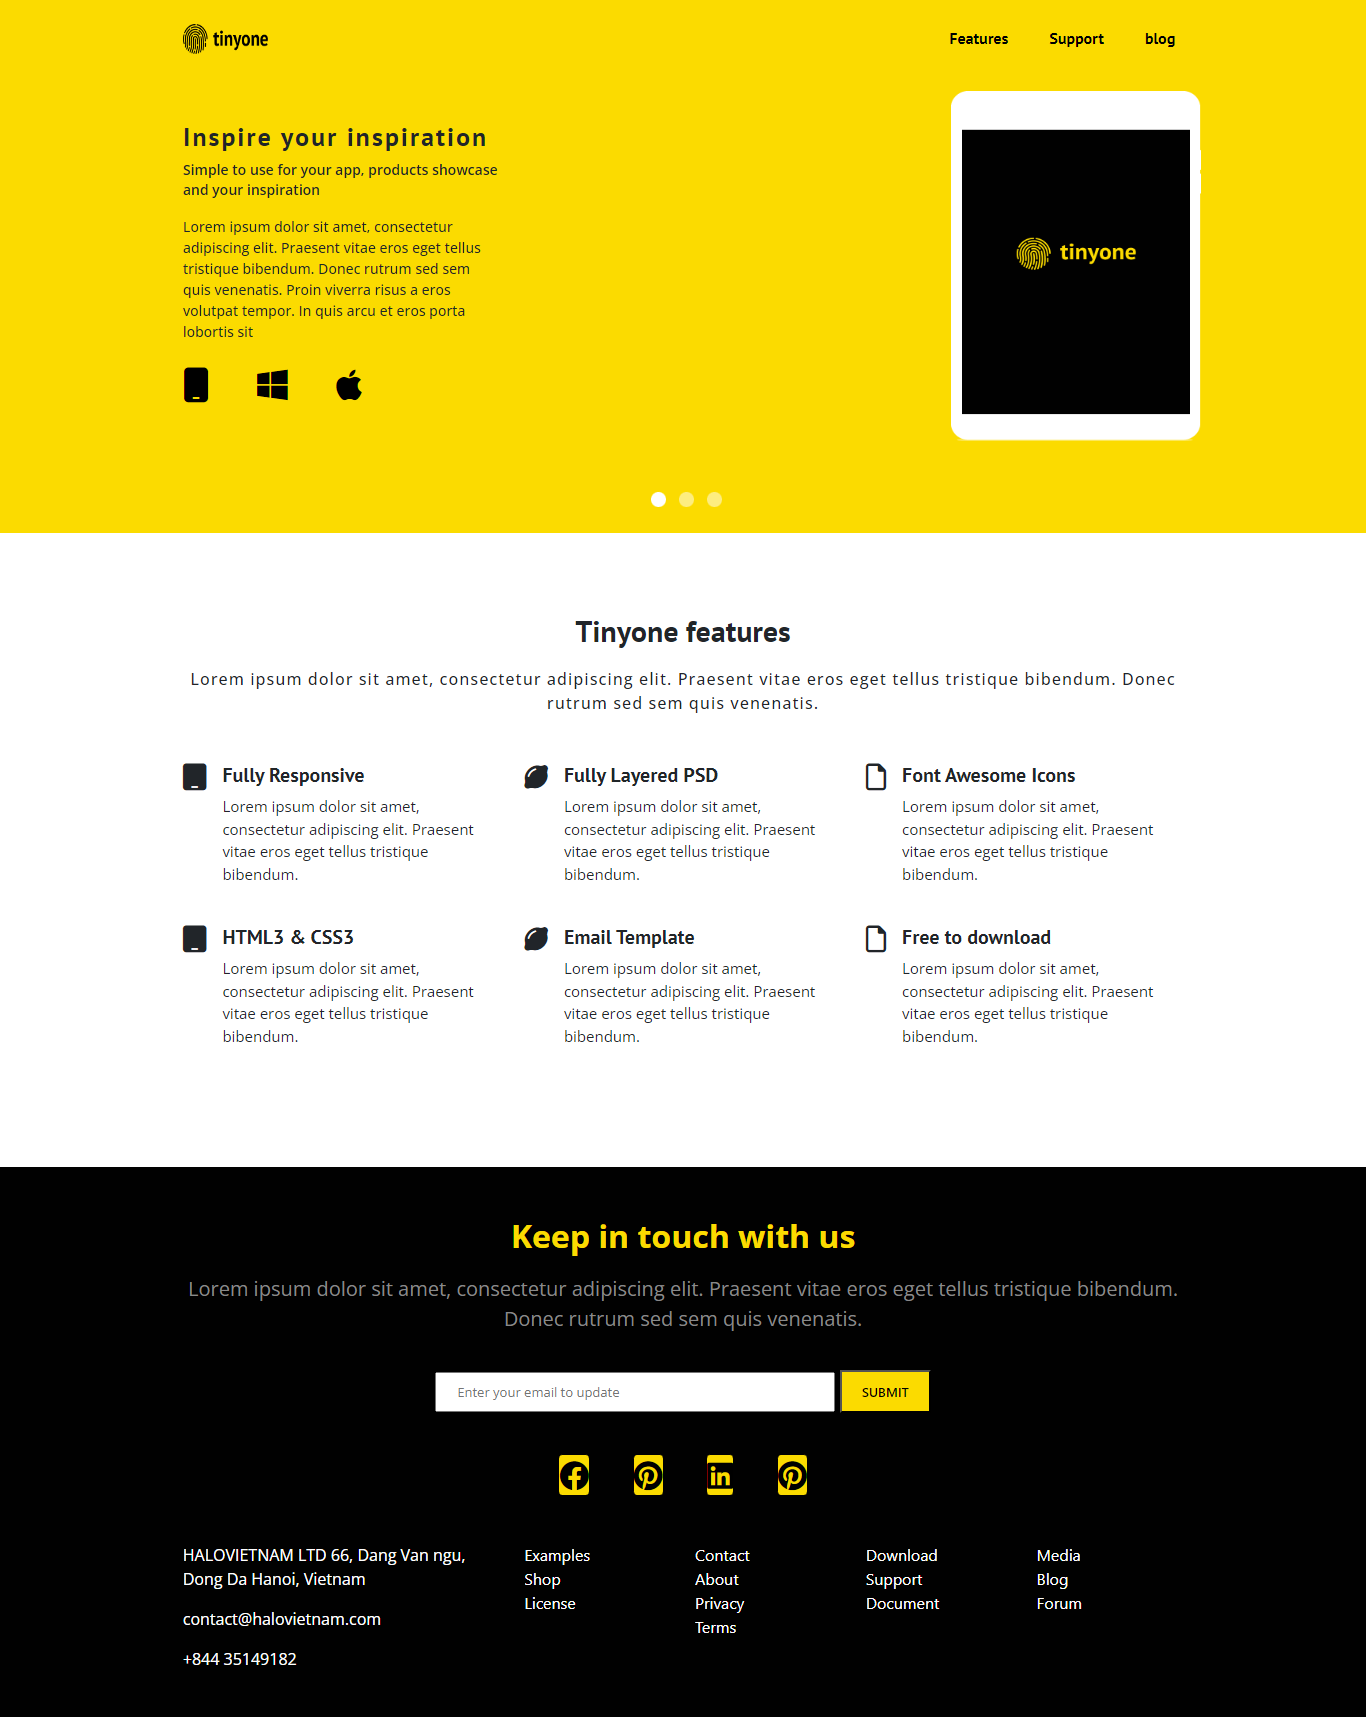 tinyone
Features
Support
blog
Inspire your inspiration
Simple to use for your app, products showcase
and your inspiration
Lorem ipsum dolor sit amet, consectetur
adipiscing elit. Praesent vitae eros eget tellus
tristique bibendum. Donec rutrum sed sem
quis venenatis. Proin viverra risus a eros
volutpat tempor. In quis arcu et eros porta
lobortis sit
tinyone
Tinyone features
Lorem ipsum dolor sit amet, consectetur adipiscing elit. Praesent vitae eros eget tellus tristique bibendum. Donec
rutrum sed sem quis venenatis.
Fully Responsive
Lorem ipsum dolor sit amet,
consectetur adipiscing elit. Praesent
vitae eros eget tellus tristique
bibendum.
Fully Layered PSD
Lorem ipsum dolor sit amet,
consectetur adipiscing elit. Praesent
vitae eros eget tellus tristique
bibendum.
Font Awesome Icons
Lorem ipsum dolor sit amet,
consectetur adipiscing elit. Praesent
vitae eros eget tellus tristique
bibendum.
HTML3 & CSS3
Lorem ipsum dolor sit amet,
consectetur adipiscing elit. Praesent
vitae eros eget tellus tristique
bibendum.
Email Template
Lorem ipsum dolor sit amet,
consectetur adipiscing elit. Praesent
vitae eros eget tellus tristique
bibendum.
Free to download
Lorem ipsum dolor sit amet,
consectetur adipiscing elit. Praesent
vitae eros eget tellus tristique
bibendum.
Keep in touch with us
Lorem ipsum dolor sit amet, consectetur adipiscing elit. Praesent vitae eros eget tellus tristique bibendum.
Donec rutrum sed sem quis venenatis.
Enter your email to update
SUBMIT
HALOVIETNAM LTD 66, Dang Van ngu,
Dong Da Hanoi, Vietnam
contact@halovietnam.com
+844 35149182
Examples
Shop
License
Contact
About
Privacy
Terms
Download
Support
Document
Media
Blog
Forum